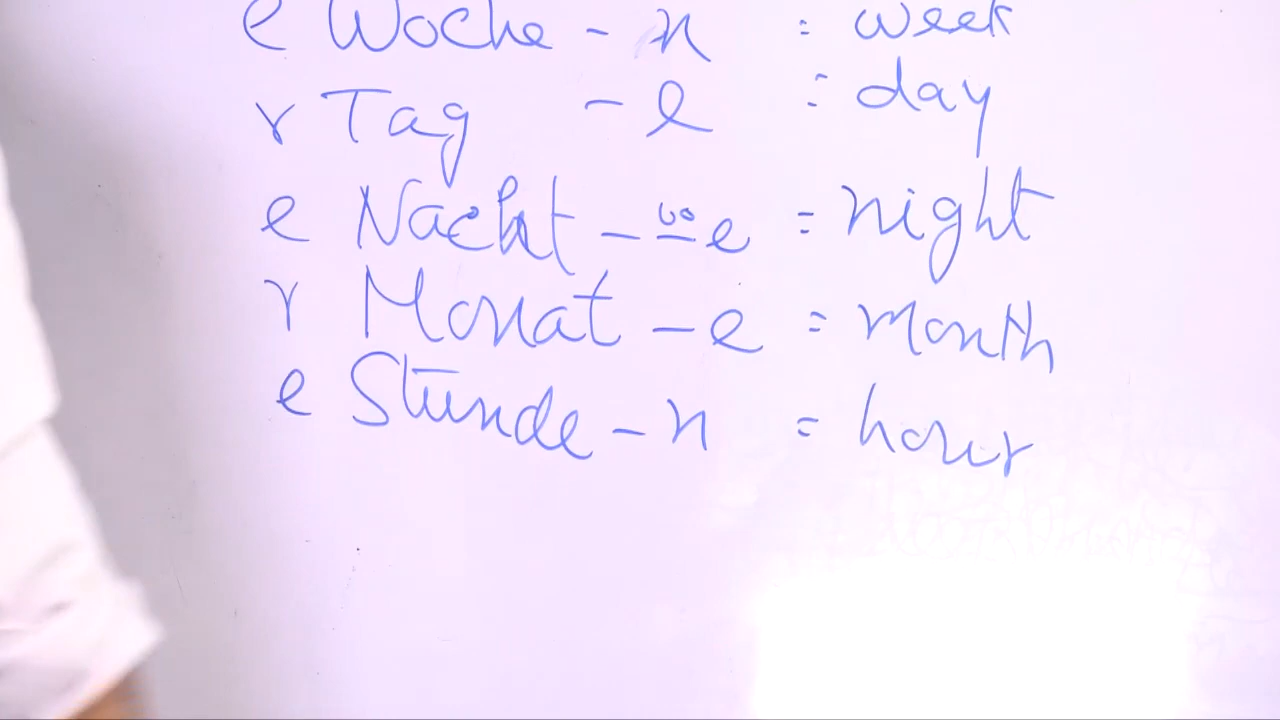 e Woche - n : week
r Tag - e : day
e Nacht - ¨e = night
r Monat - e = month
e Stunde - n = hour